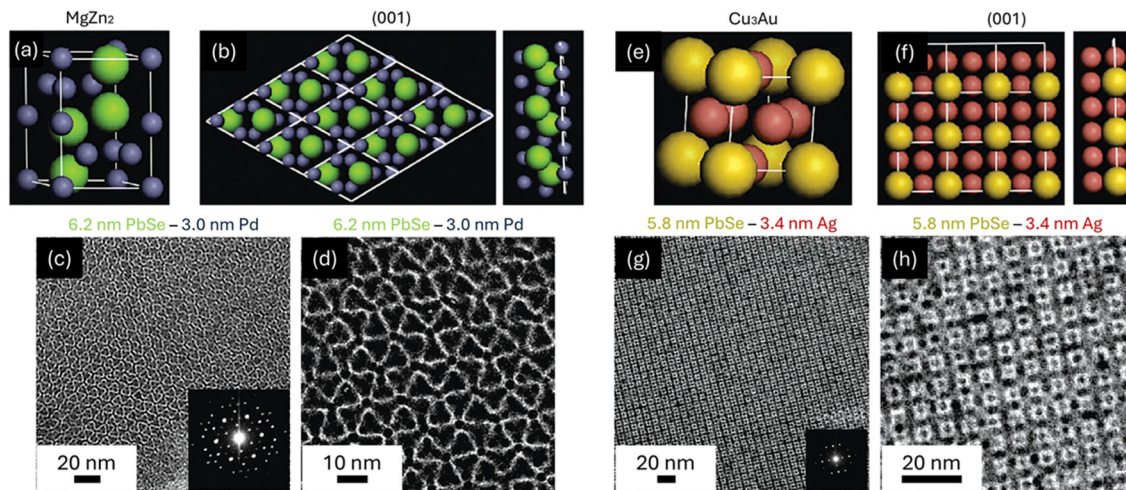 MgZn₂
(001)
Cu₃Au
(001)
(a)
(b)
(e)
(f)
6.2 nm PbSe – 3.0 nm Pd
6.2 nm PbSe – 3.0 nm Pd
5.8 nm PbSe – 3.4 nm Ag
5.8 nm PbSe – 3.4 nm Ag
(c)
(d)
(g)
(h)
20 nm
10 nm
20 nm
20 nm